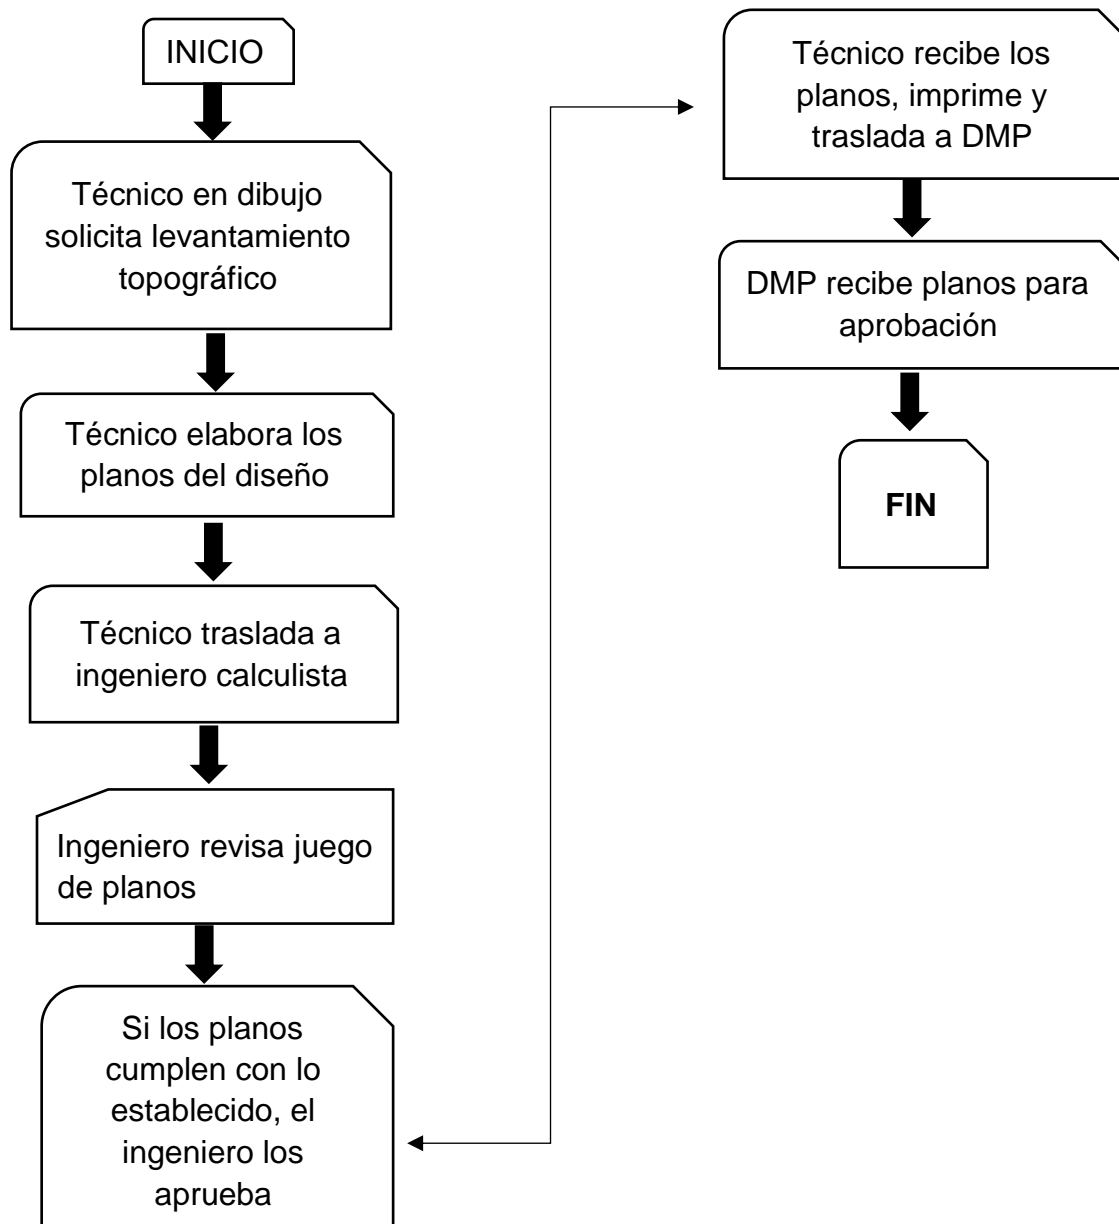 INICIO
Técnico en dibujo
solicita levantamiento
topográfico
Técnico elabora los
planos del diseño
Técnico traslada a
ingeniero calculista
Ingeniero revisa juego
de planos
Si los planos
cumplen con lo
establecido, el
ingeniero los
aprueba
Técnico recibe los
planos, imprime y
traslada a DMP
DMP recibe planos para
aprobación
FIN